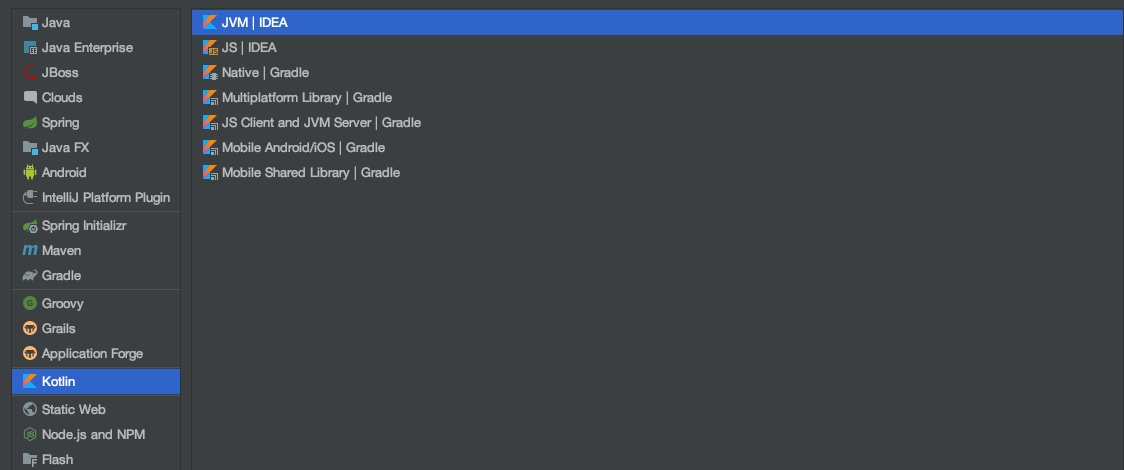 Java
Java Enterprise
JBoss
Clouds
Spring
Java FX
Android
IntelliJ Platform Plugin
Spring Initializr
m Maven
Gradle
G Groovy
Grails
Application Forge
Kotlin
Static Web
JS Node.js and NPM
F Flash
JVM | IDEA
JS JS | IDEA
Native | Gradle
Multiplatform Library | Gradle
JS Client and JVM Server | Gradle
Mobile Android/iOS | Gradle
Mobile Shared Library | Gradle